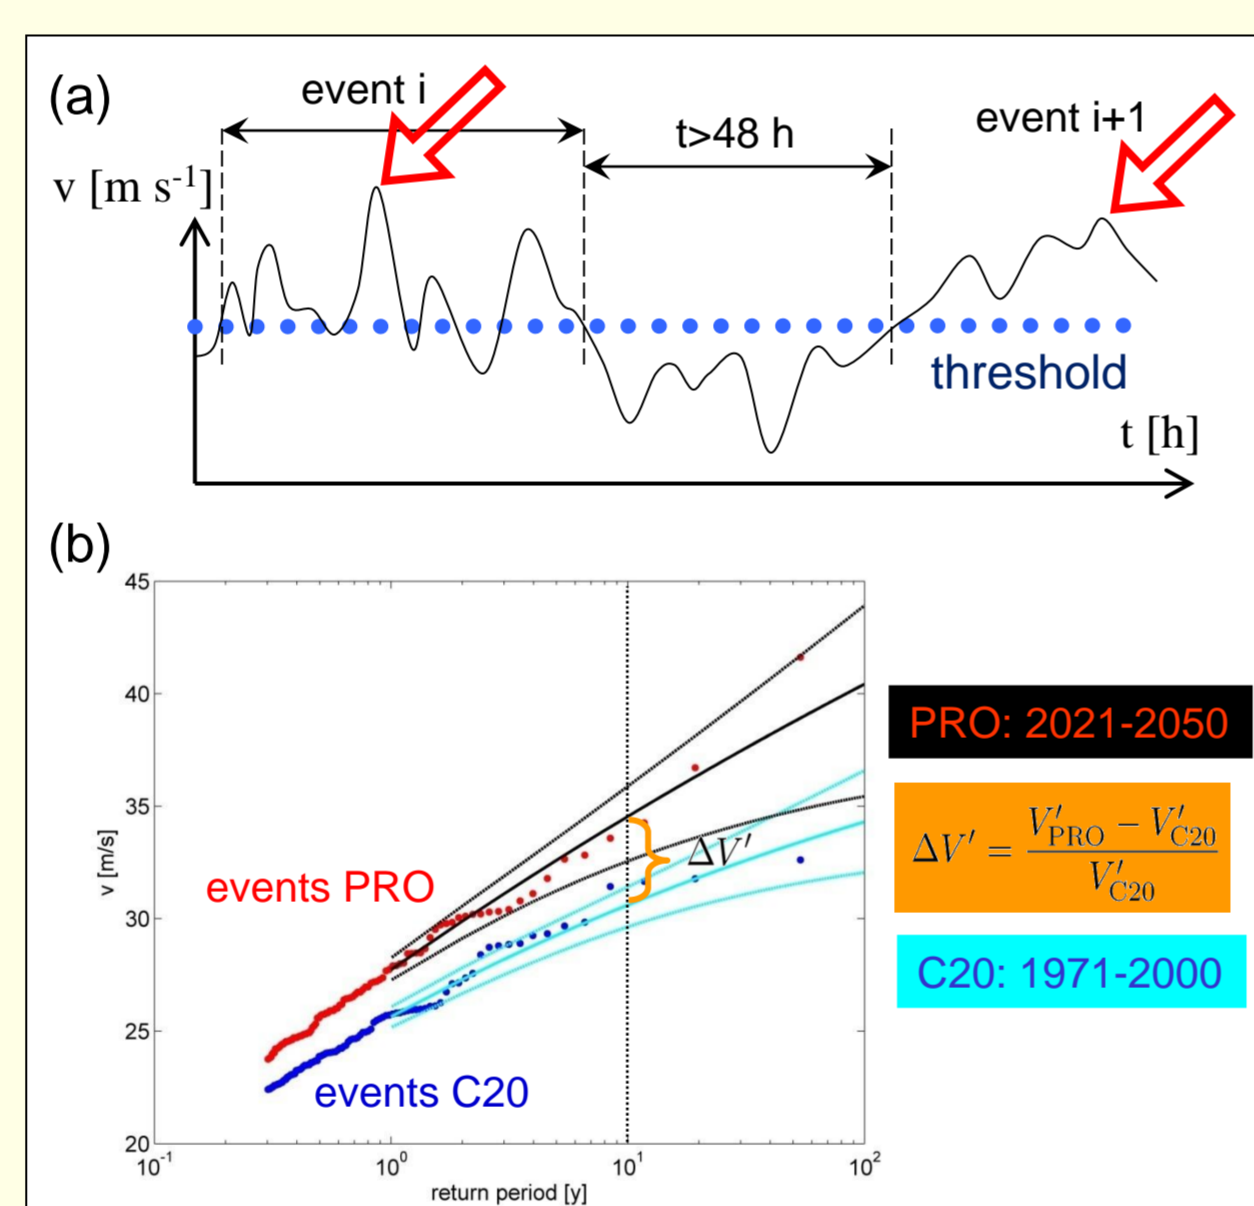 (a)
event i
t>48 h
event i+1
v [m s⁻¹]
threshold
t [h]
(b)
45
40
35
30
25
20
v [m/s]
10⁻¹
10⁰
10¹
10²
return period [y]
events PRO
events C20
ΔV′
PRO: 2021-2050
ΔV′ = (V′PRO − V′C20) / V′C20
C20: 1971-2000